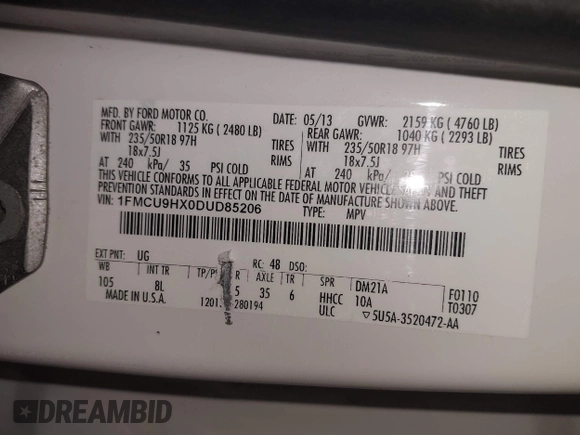 MFD. BY FORD MOTOR CO.
DATE: 05/13 GVWR: 2159 KG ( 4760 LB)
FRONT GAWR: 1125 KG ( 2480 LB) REAR GAWR: 1040 KG ( 2293 LB)
WITH 235/50R18 97H TIRES WITH 235/50R18 97H TIRES
18x7.5J RIMS 18x7.5J RIMS
AT 240 kPa/ 35 PSI COLD AT 240 kPa/ 35 PSI COLD
THIS VEHICLE CONFORMS TO ALL APPLICABLE FEDERAL MOTOR VEHICLE SAFETY AND THEFT
PREVENTION STANDARDS IN EFFECT ON THE DATE OF MANUFACTURE SHOWN ABOVE.
VIN: 1FMCU9HX0DUD85206 TYPE: MPV
EXT PNT: UG RC: 48 DSO:
WB INT TR TP/P R AXLE TR SPR DM21A F0110
105 8L 5 35 6 HHCC 10A T0307
MADE IN U.S.A. 280194 ULC ▽5U5A-3520472-AA
DREAMBID